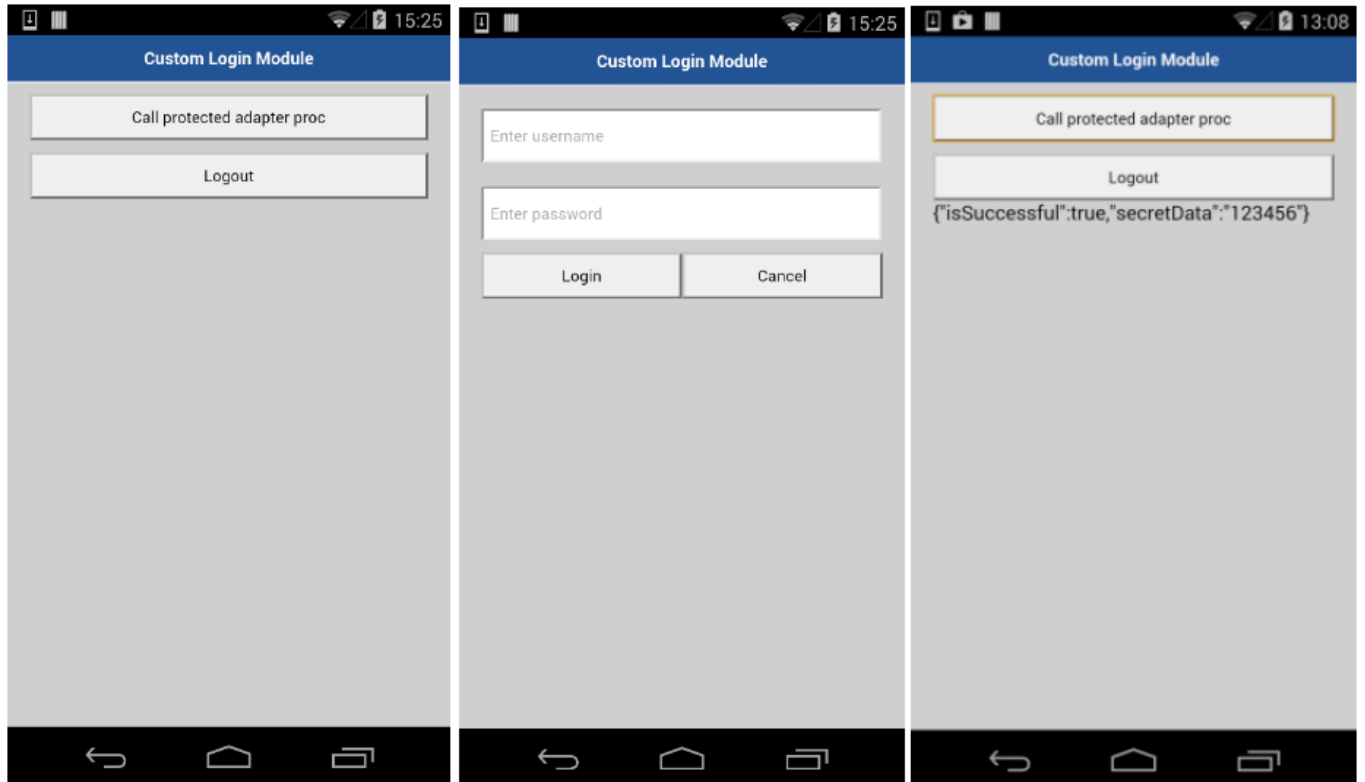 15:25
Custom Login Module
Call protected adapter proc
Logout
15:25
Custom Login Module
Enter username
Enter password
Login
Cancel
13:08
Custom Login Module
Call protected adapter proc
Logout
{"isSuccessful":true,"secretData":"123456"}